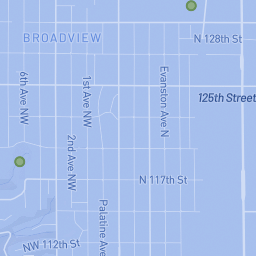 BROADVIEW
N 128th St
6th Ave NW
1st Ave NW
Evanston Ave N
125th Street
2nd Ave NW
N 117th St
Palatine Ave
NW 112th St